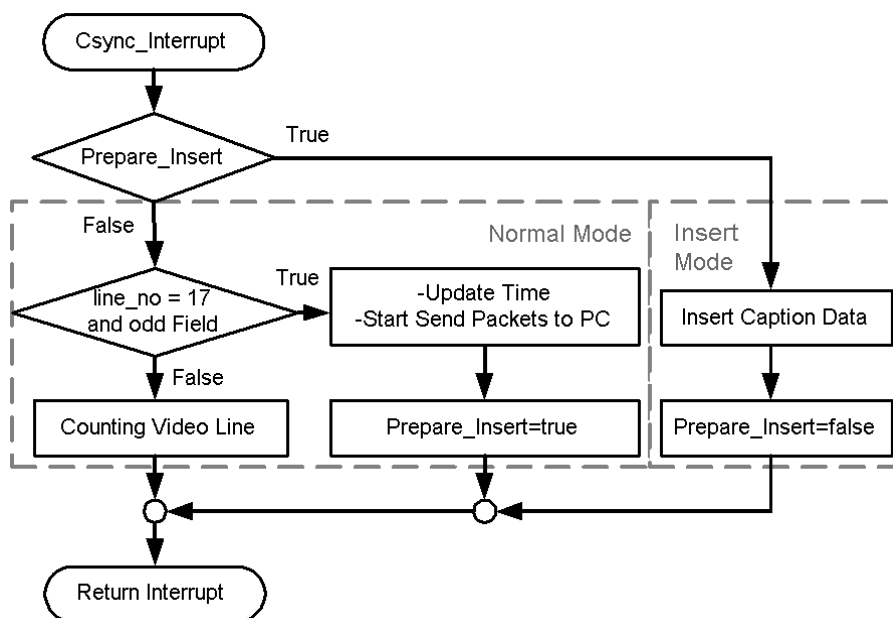 Csync_Interrupt
True
Prepare_Insert
False
Normal Mode
Insert
Mode
True
line_no = 17
and odd Field
-Update Time
-Start Send Packets to PC
Insert Caption Data
False
Counting Video Line
Prepare_Insert=true
Prepare_Insert=false
Return Interrupt